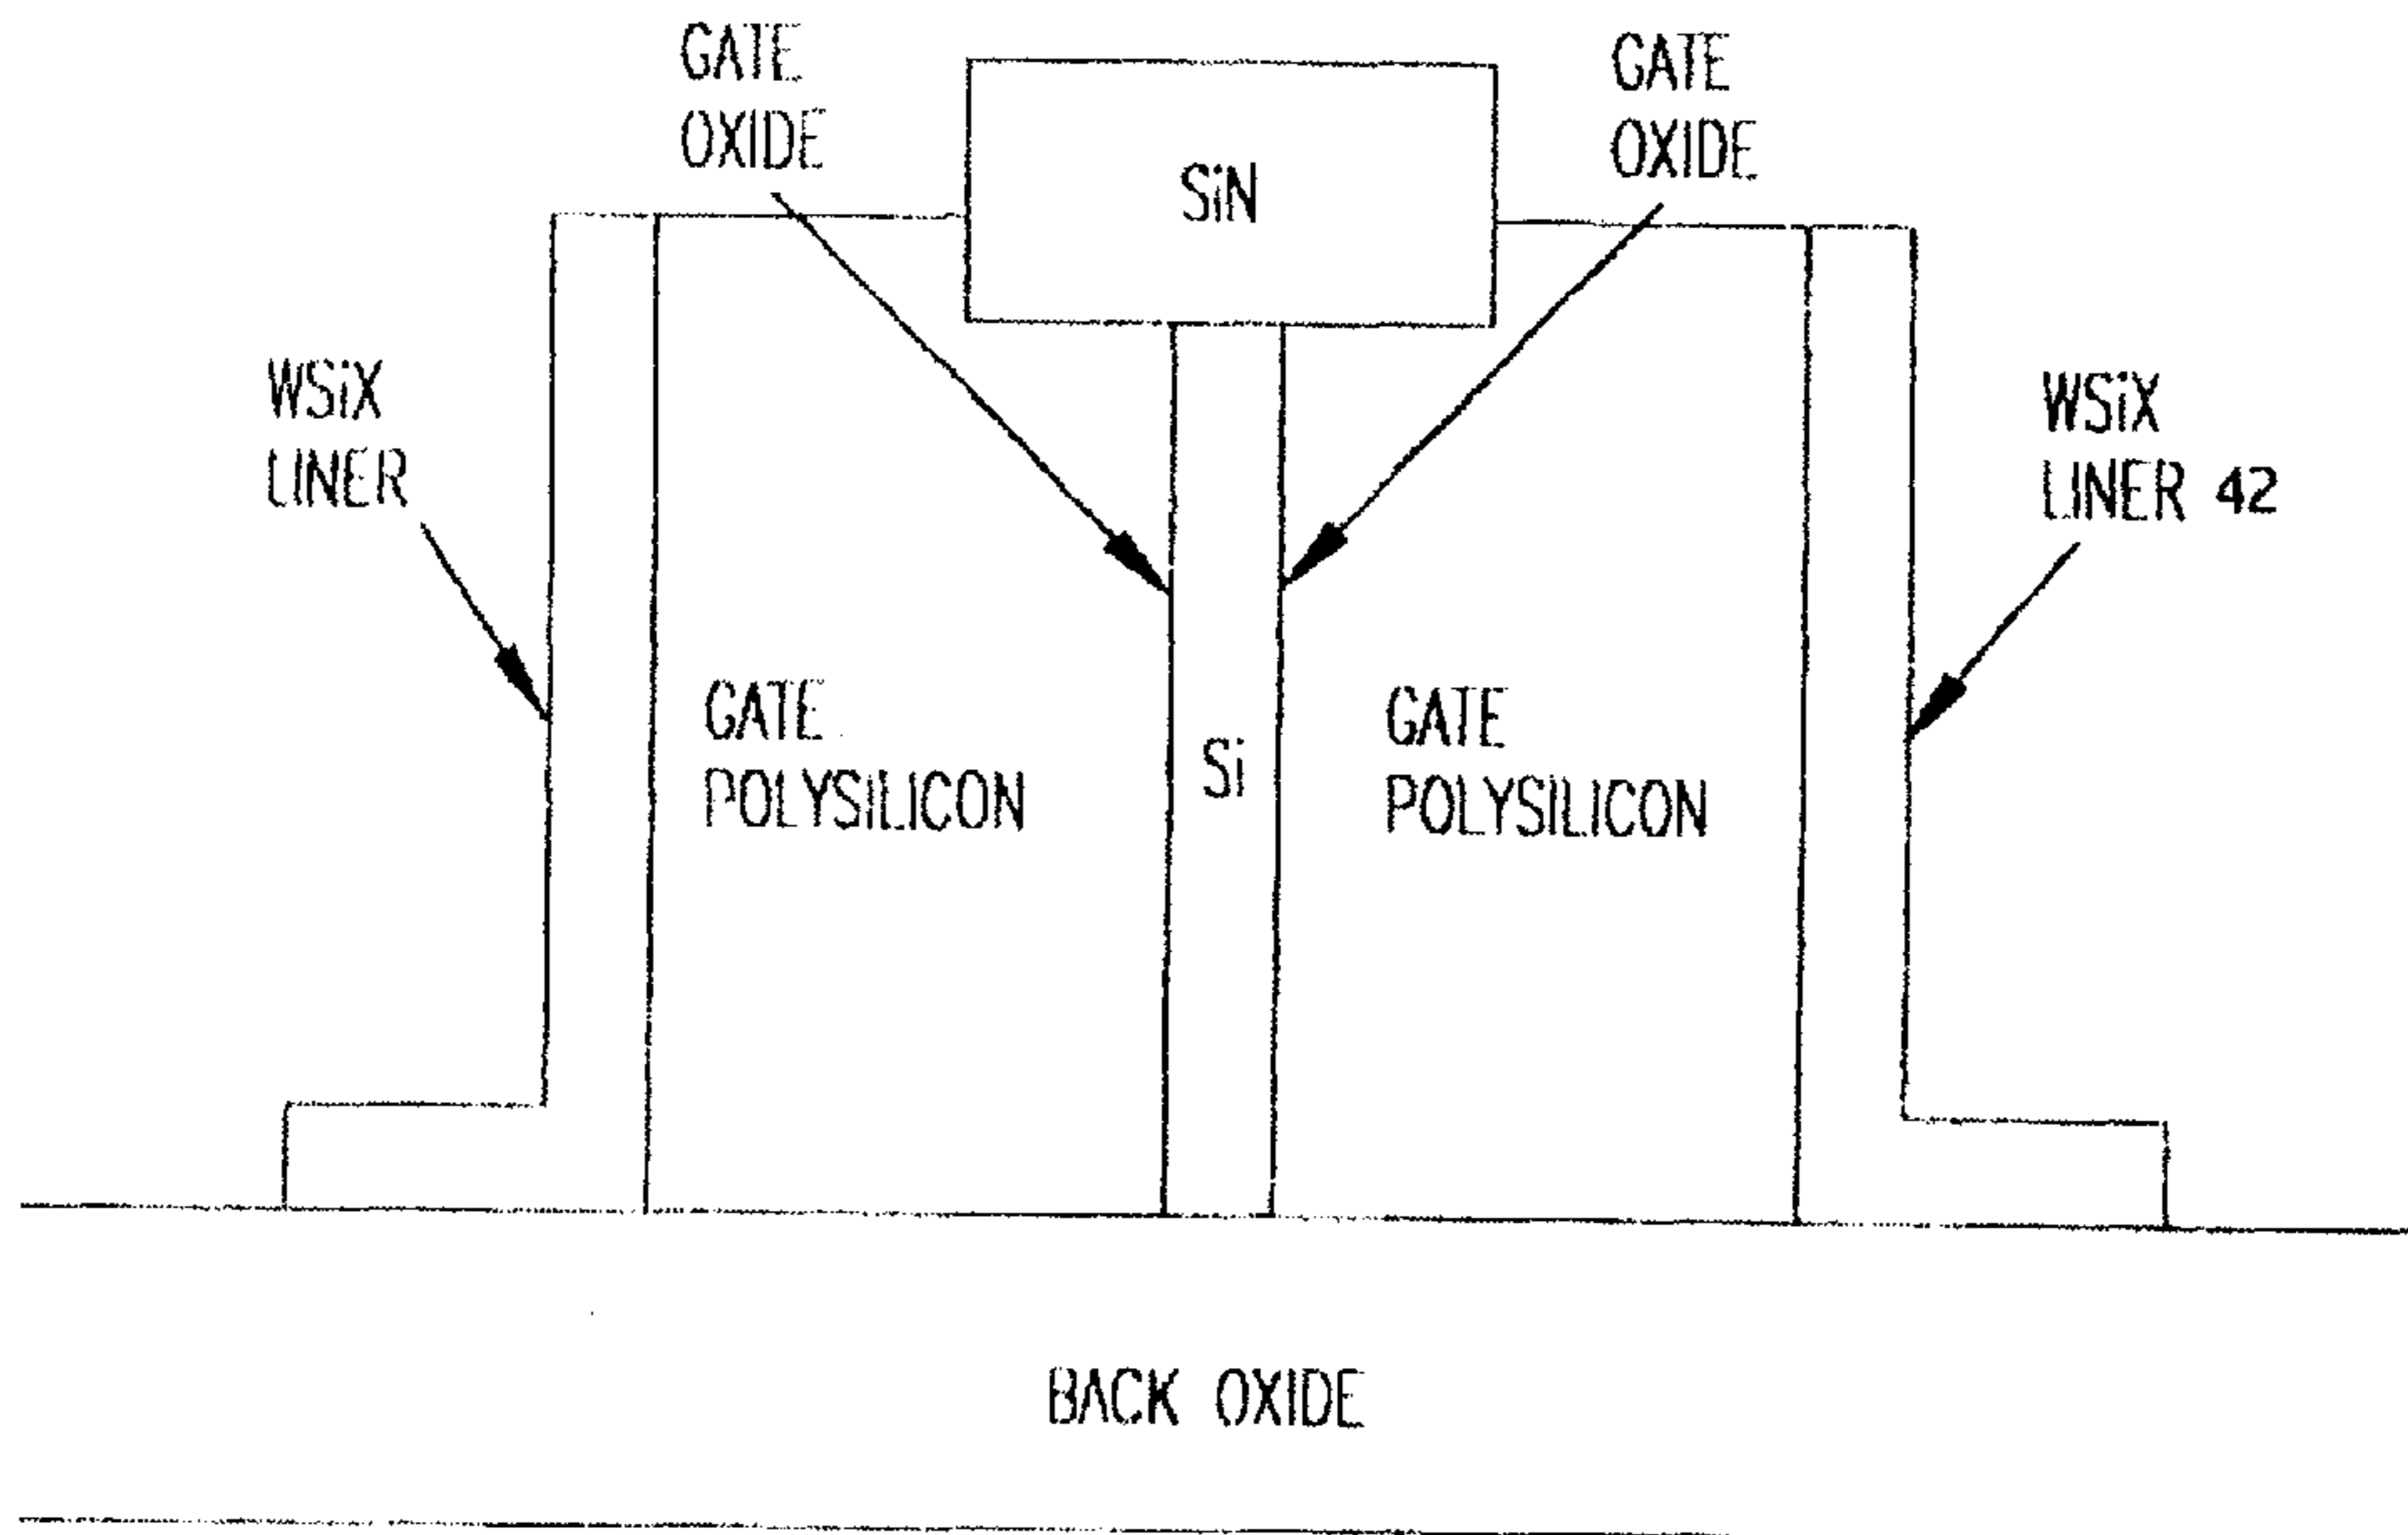 GATE
OXIDE
GATE
OXIDE
SiN
WSiX
LINER
WSiX
LINER 42
GATE
POLYSILICON
Si
GATE
POLYSILICON
BACK OXIDE